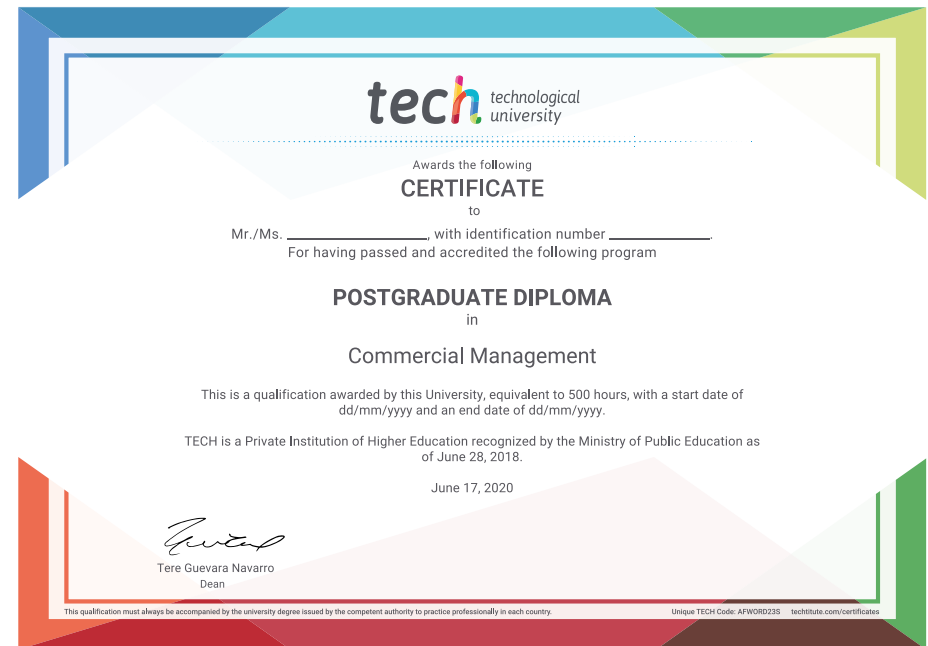 tech technological
university
Awards the following
CERTIFICATE
to
Mr./Ms. ____________________, with identification number ______________.
For having passed and accredited the following program
POSTGRADUATE DIPLOMA
in
Commercial Management
This is a qualification awarded by this University, equivalent to 500 hours, with a start date of
dd/mm/yyyy and an end date of dd/mm/yyyy.
TECH is a Private Institution of Higher Education recognized by the Ministry of Public Education as
of June 28, 2018.
June 17, 2020
Tere Guevara Navarro
Dean
This qualification must always be accompanied by the university degree issued by the competent authority to practice professionally in each country.
Unique TECH Code: AFWORD23S techtitute.com/certificates